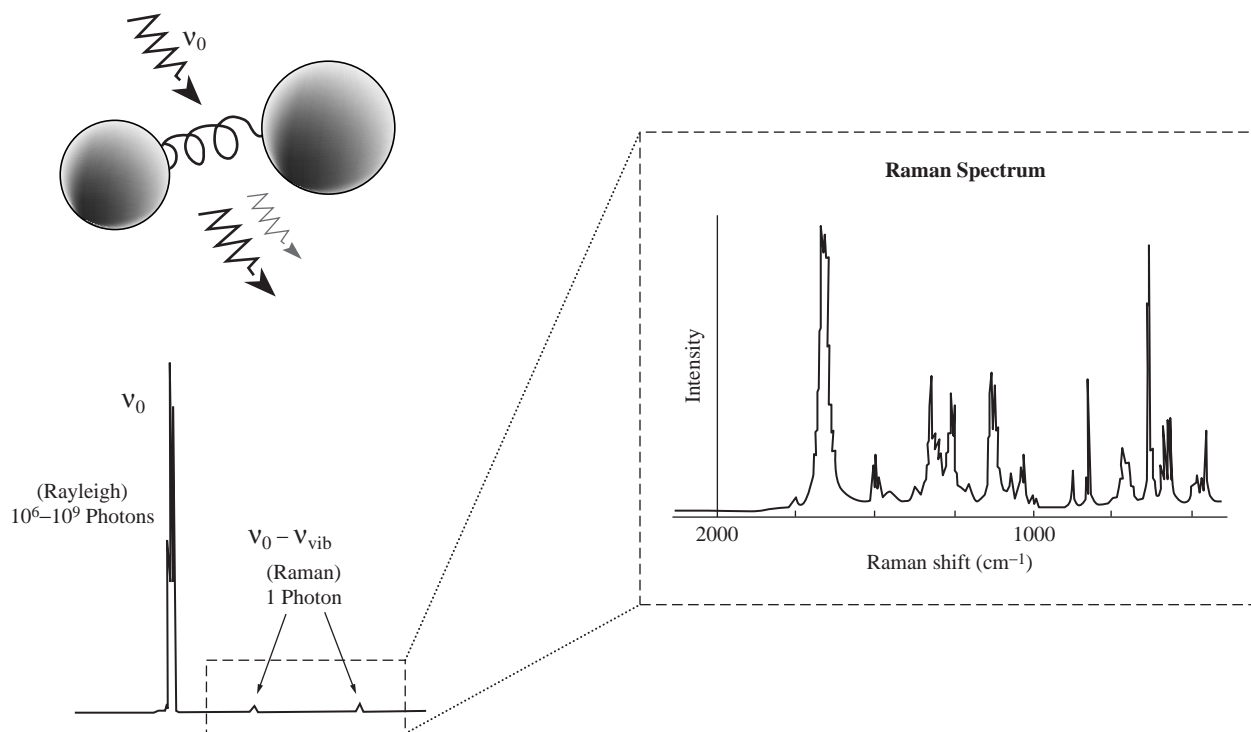 ν₀
ν₀
(Rayleigh)
10⁶–10⁹ Photons
ν₀ – νvib
(Raman)
1 Photon
Raman Spectrum
Intensity
2000 1000
Raman shift (cm⁻¹)